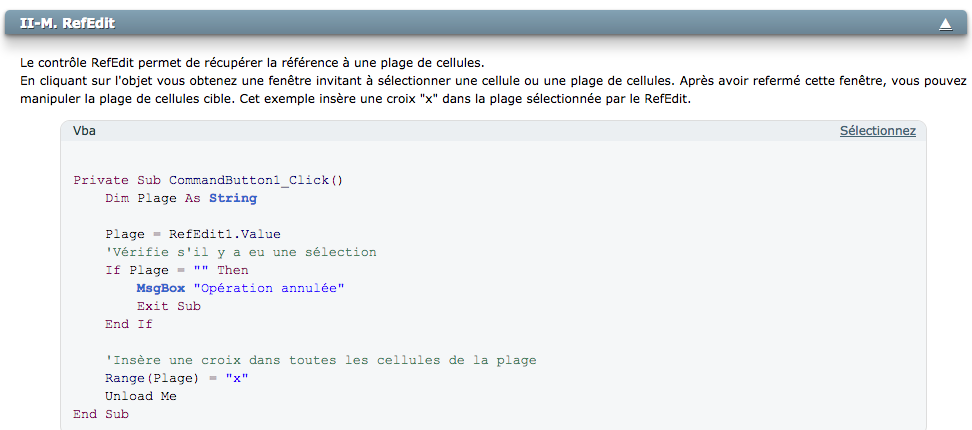 II-M. RefEdit
Le contrôle RefEdit permet de récupérer la référence à une plage de cellules.
En cliquant sur l'objet vous obtenez une fenêtre invitant à sélectionner une cellule ou une plage de cellules. Après avoir refermé cette fenêtre, vous pouvez
manipuler la plage de cellules cible. Cet exemple insère une croix "x" dans la plage sélectionnée par le RefEdit.
Vba
Sélectionnez
Private Sub CommandButton1_Click()
Dim Plage As String
Plage = RefEdit1.Value
'Vérifie s'il y a eu une sélection
If Plage = "" Then
MsgBox "Opération annulée"
Exit Sub
End If
'Insère une croix dans toutes les cellules de la plage
Range(Plage) = "x"
Unload Me
End Sub